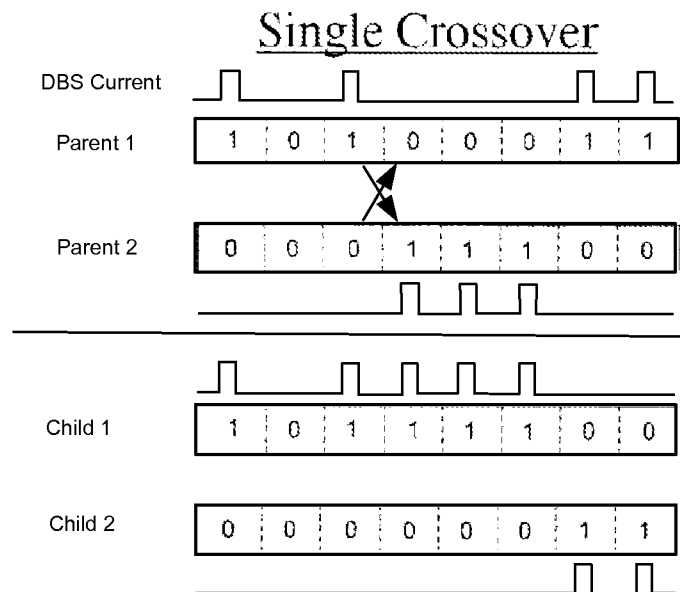 Single Crossover
DBS Current
Parent 1 1 0 1 0 0 0 1 1
Parent 2 0 0 0 1 1 1 0 0
Child 1 1 0 1 1 1 1 0 0
Child 2 0 0 0 0 0 0 1 1